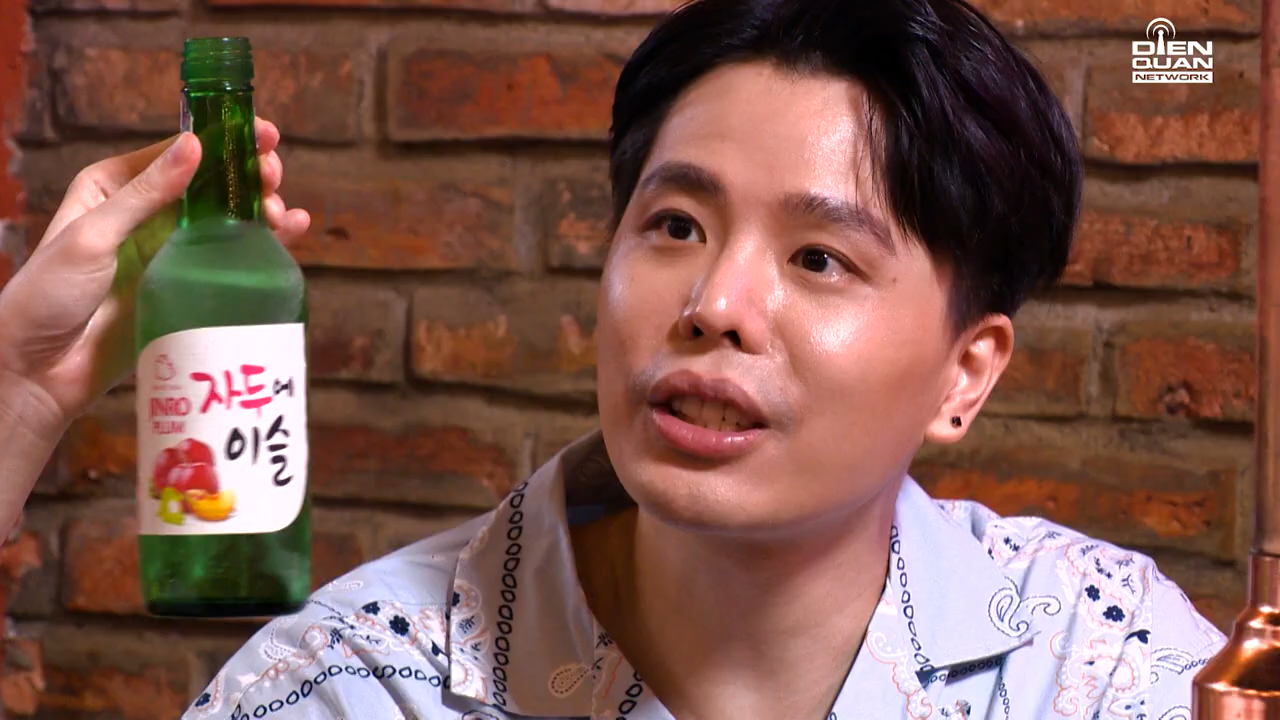 DIEN
QUAN
NETWORK
JINRO
PLUM
자두에
이슬